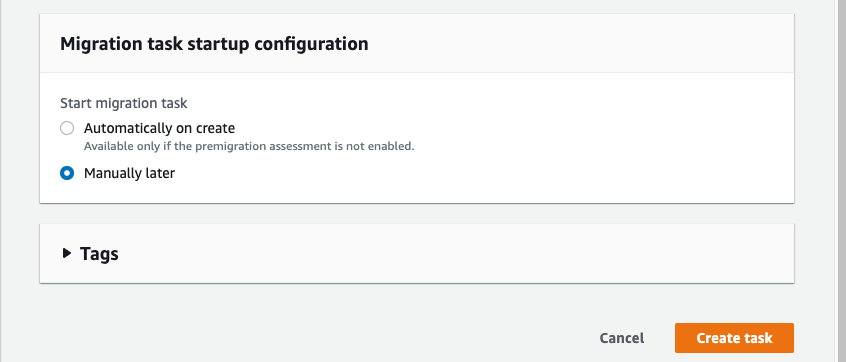 Migration task startup configuration
Start migration task
Automatically on create
Available only if the premigration assessment is not enabled.
Manually later
Tags
Cancel
Create task